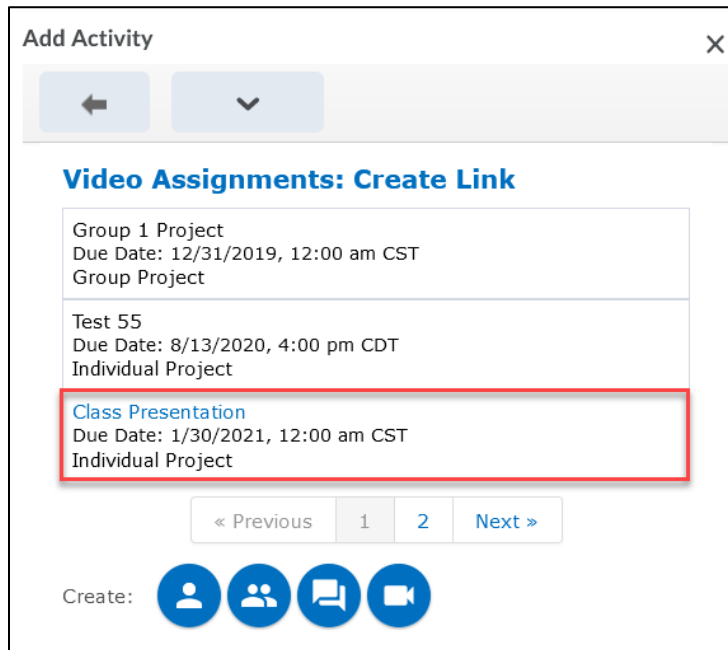 Add Activity
Video Assignments: Create Link
Group 1 Project
Due Date: 12/31/2019, 12:00 am CST
Group Project
Test 55
Due Date: 8/13/2020, 4:00 pm CDT
Individual Project
Class Presentation
Due Date: 1/30/2021, 12:00 am CST
Individual Project
« Previous 1 2 Next »
Create: